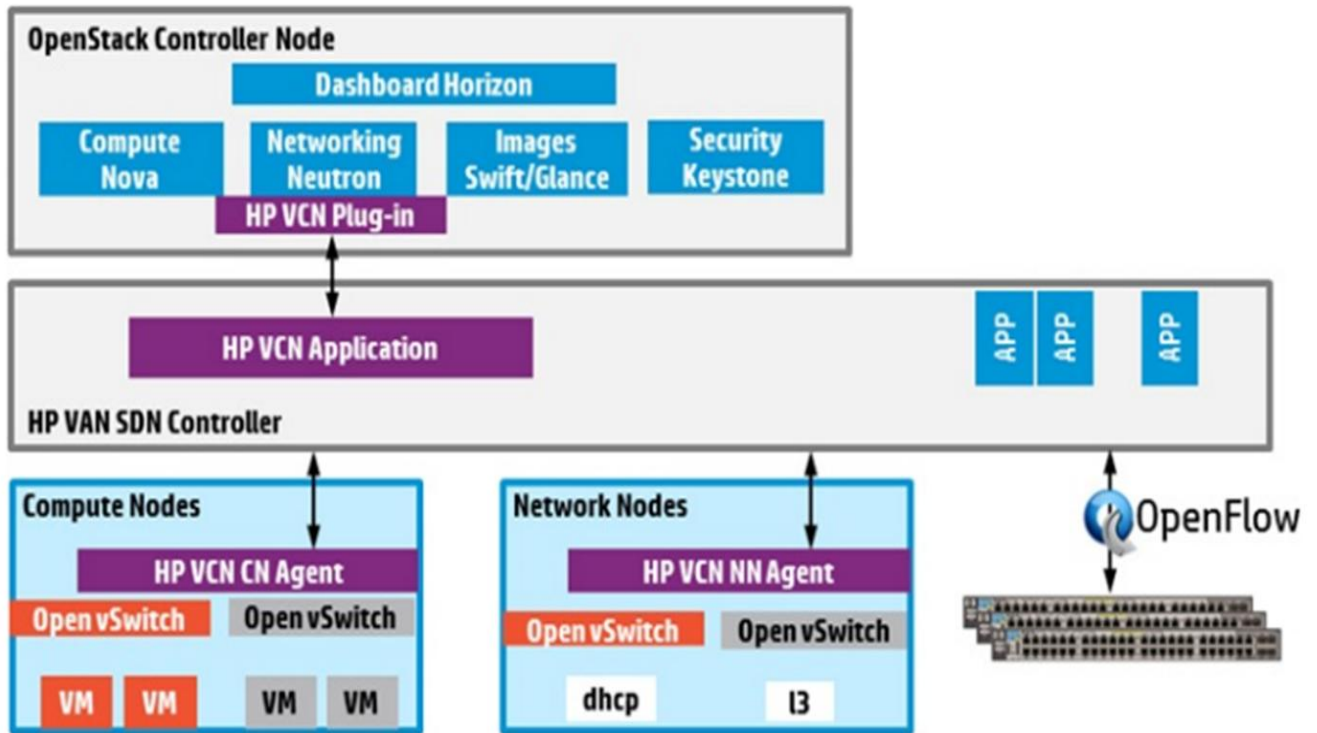 OpenStack Controller Node
Dashboard Horizon
Compute
Nova
Networking
Neutron
Images
Swift/Glance
Security
Keystone
HP VCN Plug-in
HP VCN Application
APP
APP
APP
HP VAN SDN Controller
Compute Nodes
HP VCN CN Agent
Open vSwitch
Open vSwitch
VM
VM
VM
VM
Network Nodes
HP VCN NN Agent
Open vSwitch
Open vSwitch
dhcp
l3
OpenFlow